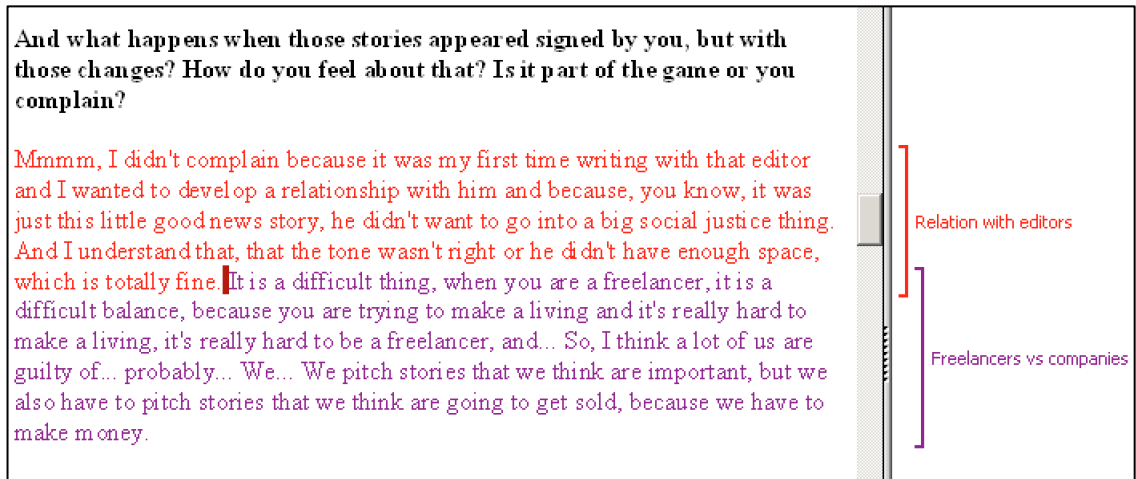 And what happens when those stories appeared signed by you, but with
those changes? How do you feel about that? Is it part of the game or you
complain?
Mmmm, I didn't complain because it was my first time writing with that editor
and I wanted to develop a relationship with him and because, you know, it was
just this little good news story, he didn't want to go into a big social justice thing.
And I understand that, that the tone wasn't right or he didn't have enough space,
which is totally fine. It is a difficult thing, when you are a freelancer, it is a
difficult balance, because you are trying to make a living and it's really hard to
make a living, it's really hard to be a freelancer, and... So, I think a lot of us are
guilty of... probably... We... We pitch stories that we think are important, but we
also have to pitch stories that we think are going to get sold, because we have to
make money.
Relation with editors
Freelancers vs companies